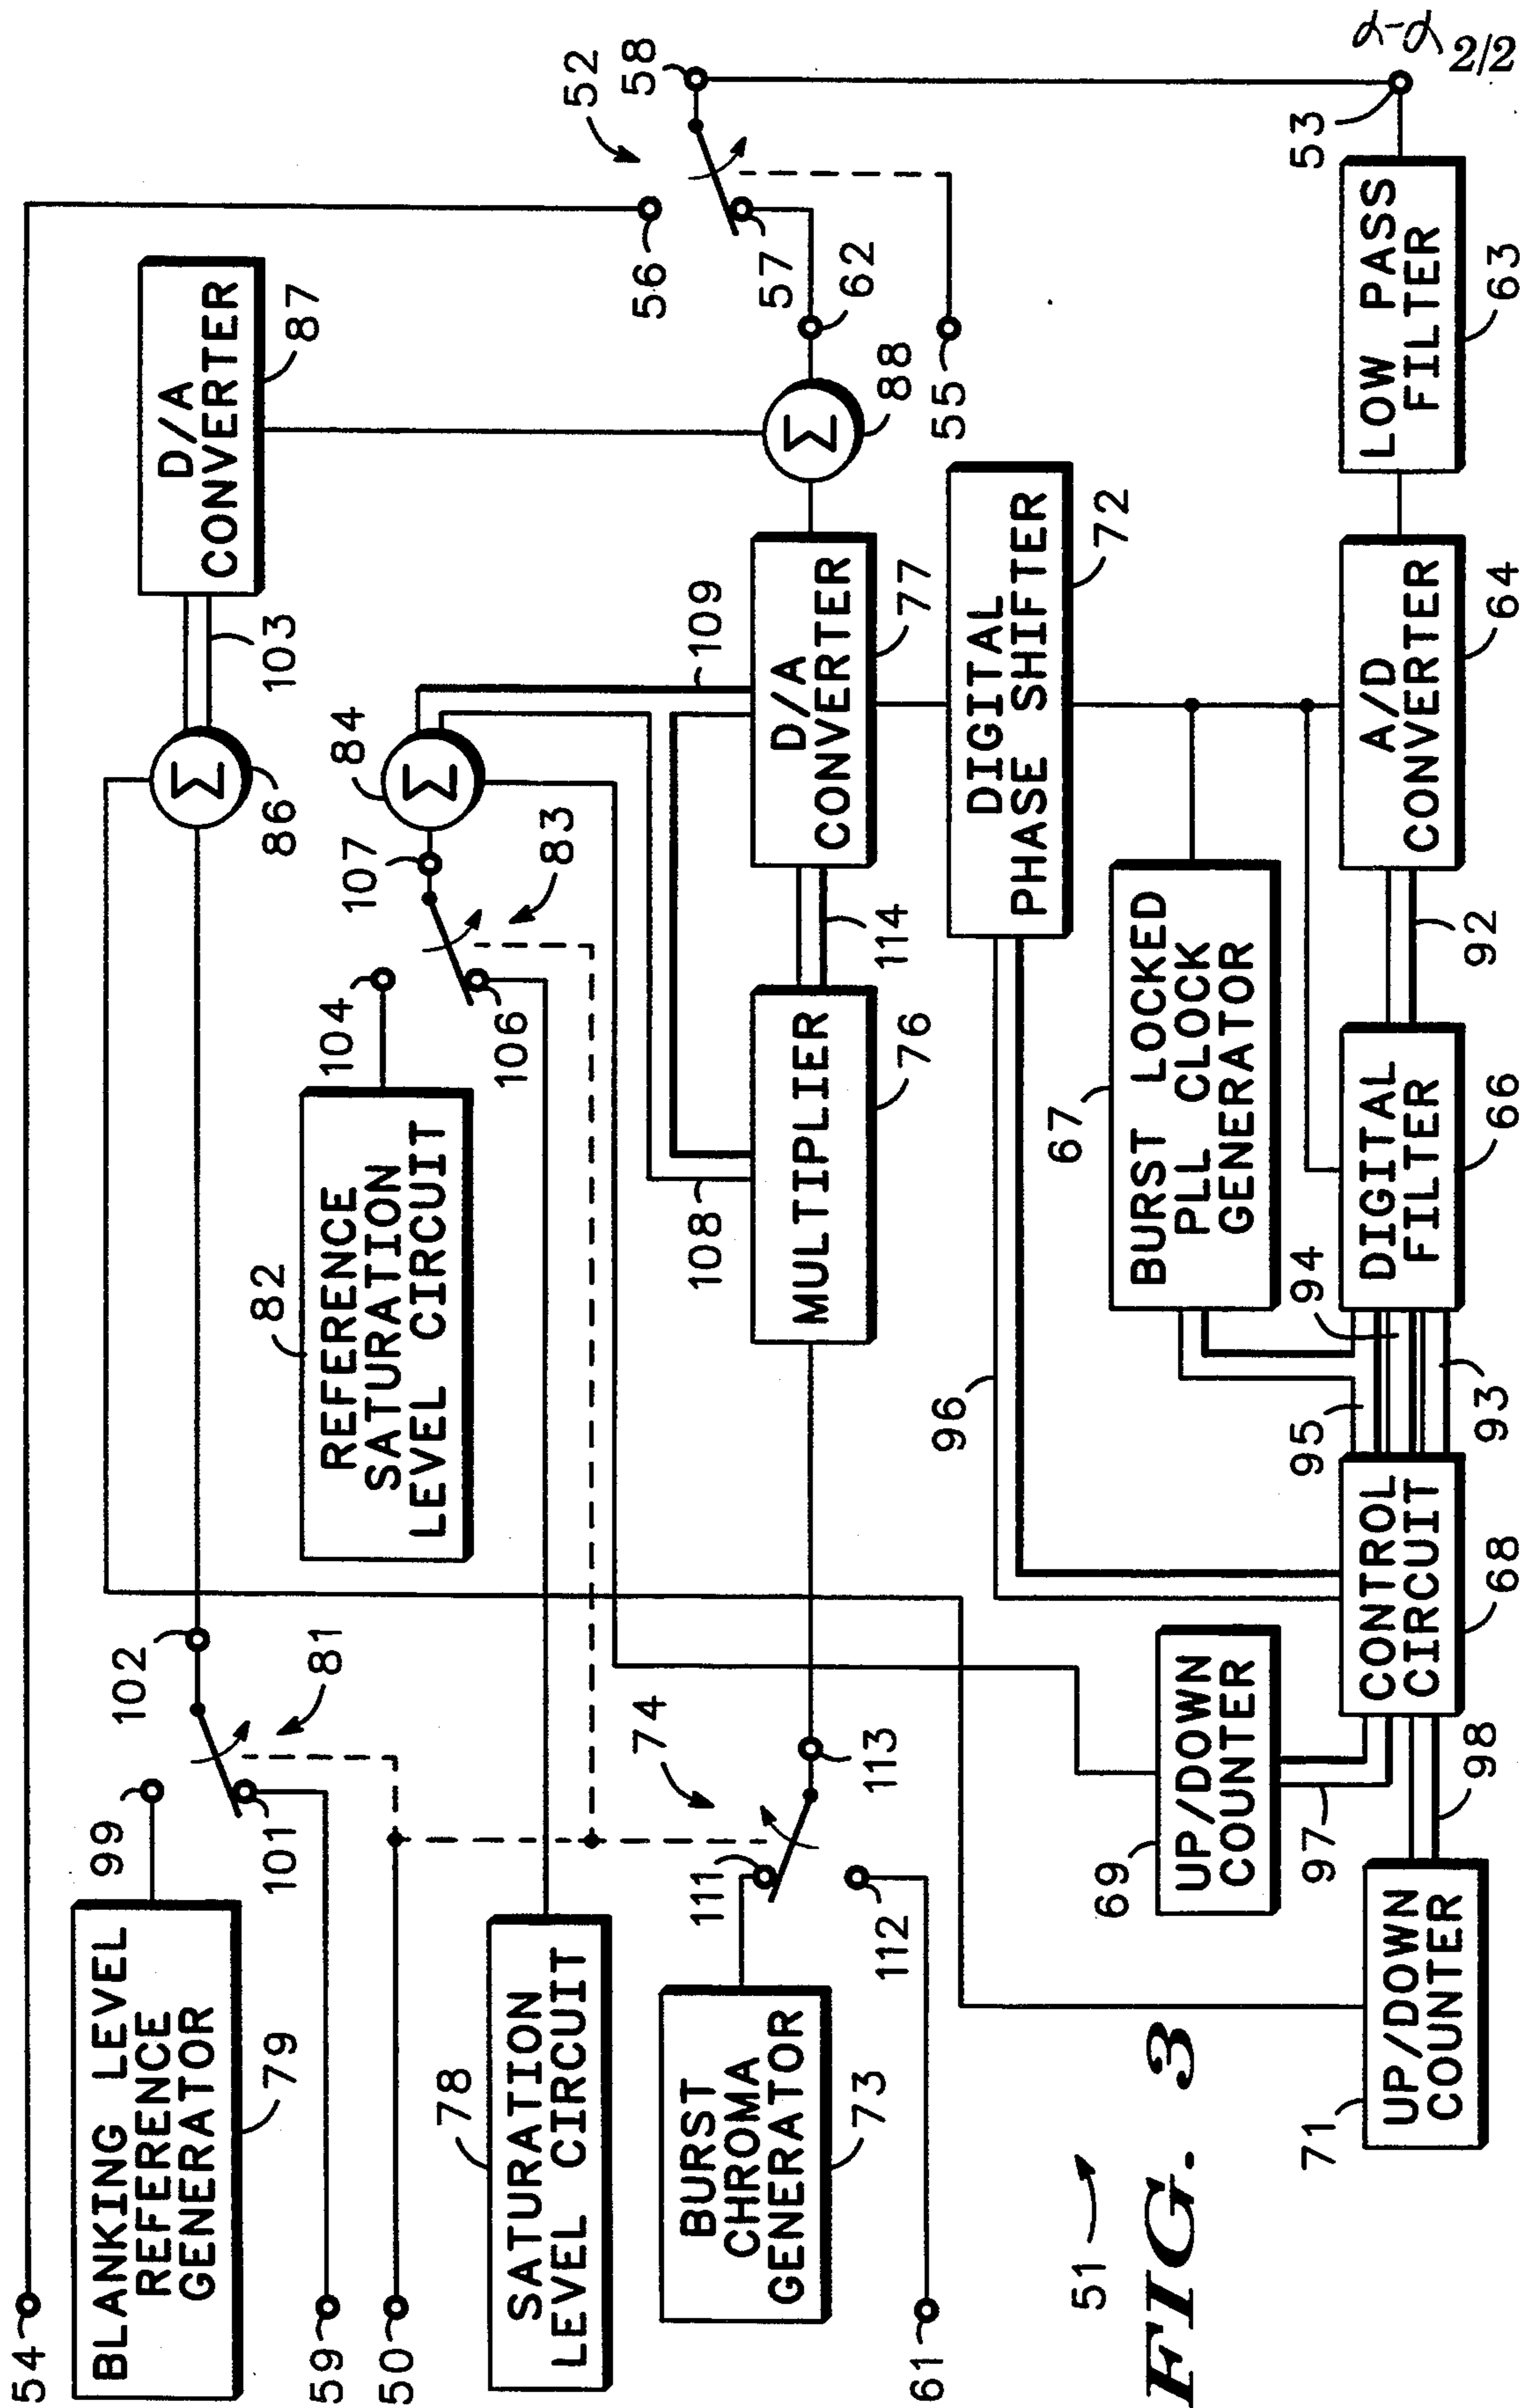 2/2
54
BLANKING LEVEL
REFERENCE
GENERATOR
79
99
101
102
81
86
Σ
103
D/A
CONVERTER
87
59
50
82
REFERENCE
SATURATION
LEVEL CIRCUIT
104
106
107
83
84
Σ
109
56
52
58
57
62
78
SATURATION
LEVEL CIRCUIT
108
BURST
CHROMA
GENERATOR
73
111
112
74
113
MULTIPLIER
76
114
D/A
CONVERTER
77
Σ
88
55
61
96
DIGITAL
PHASE SHIFTER
72
51
FIG. 3
69
UP/DOWN
COUNTER
97
67
BURST LOCKED
PLL CLOCK
GENERATOR
71
UP/DOWN
COUNTER
98
CONTROL
CIRCUIT
68
95
94
93
DIGITAL
FILTER
66
92
A/D
CONVERTER
64
LOW PASS
FILTER
63
53